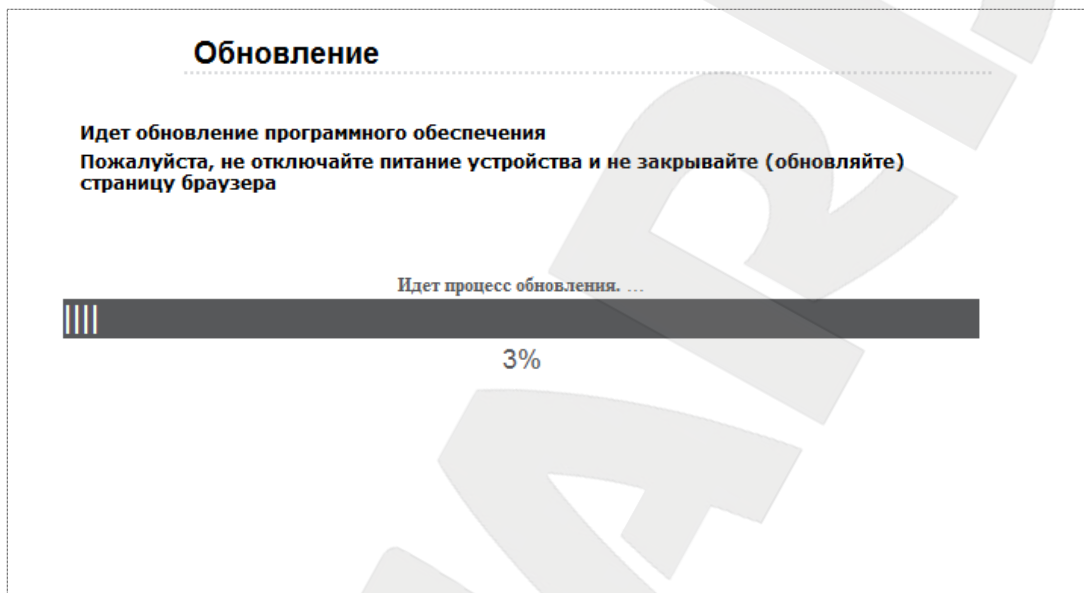 Обновление
Идет обновление программного обеспечения
Пожалуйста, не отключайте питание устройства и не закрывайте (обновляйте)
страницу браузера
Идет процесс обновления. ...
3%